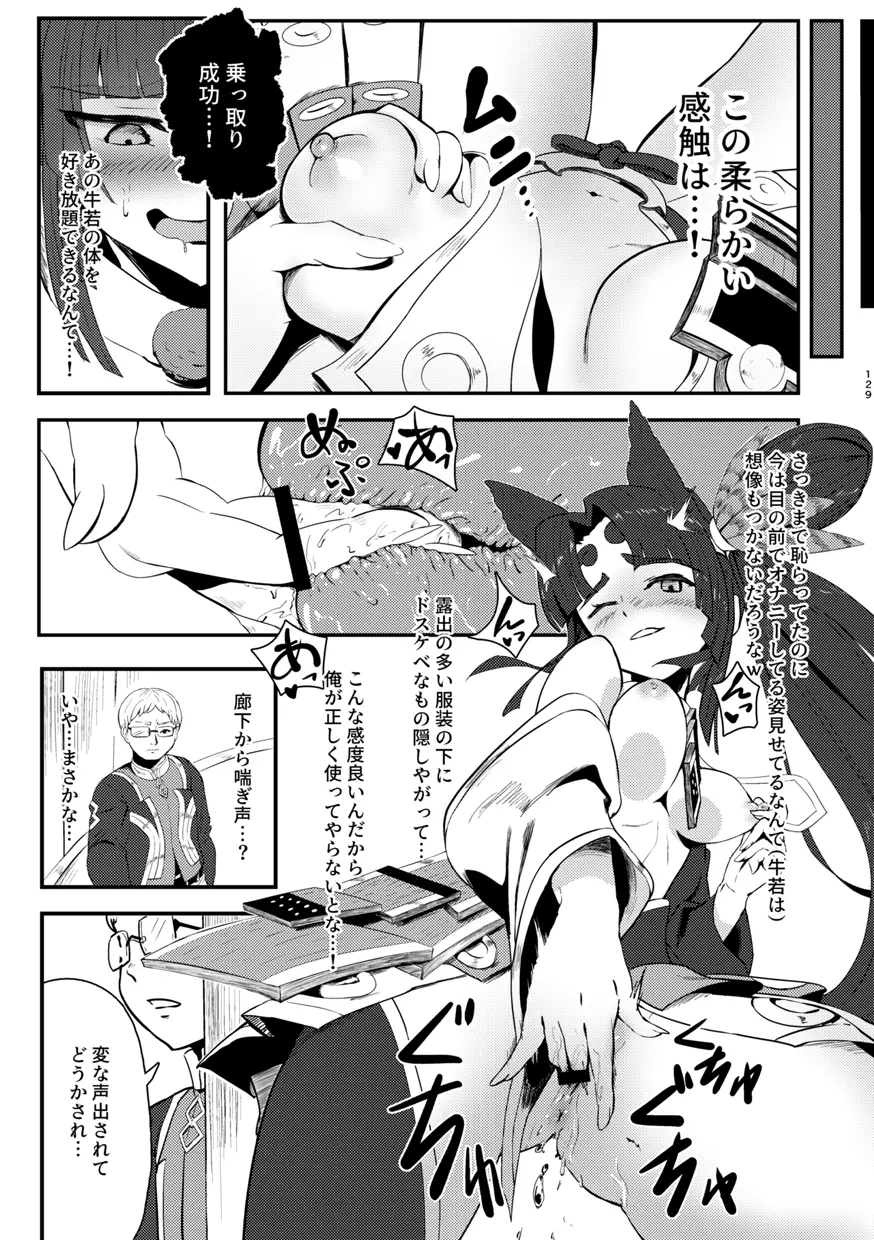 この柔らかい
感触は…！
ムニッ
乗っ取り
成功…！
あの牛若の体を
好き放題できるなんて…！
129
さっきまで恥らってたのに
今は目の前でオナニーしてる姿見せてるなんて（牛若は）
想像もつかないだろうなw
あっ
ぬぷ
んっ
露出の多い服装の下に
ドスケベなもの隠しやがって…
こんな感度良いんだから
俺が正しく使ってやらないとな…！
あっ
廊下から喘ぎ声…？
いや…まさかな…
ぐちゅ
ぐちゅ
ぐちゅ
変な声出されて
どうかされ…